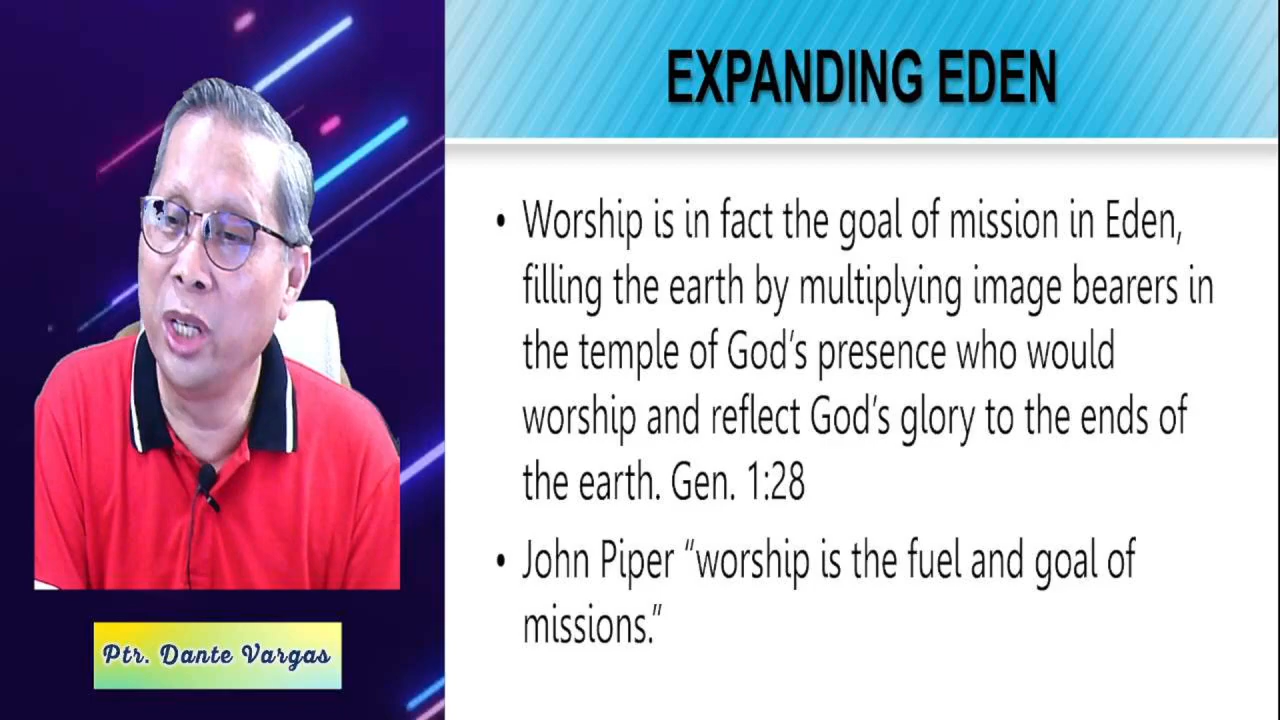 EXPANDING EDEN
• Worship is in fact the goal of mission in Eden,
filling the earth by multiplying image bearers in
the temple of God's presence who would
worship and reflect God's glory to the ends of
the earth. Gen. 1:28
• John Piper “worship is the fuel and goal of
missions.”
Ptr. Dante Vargas